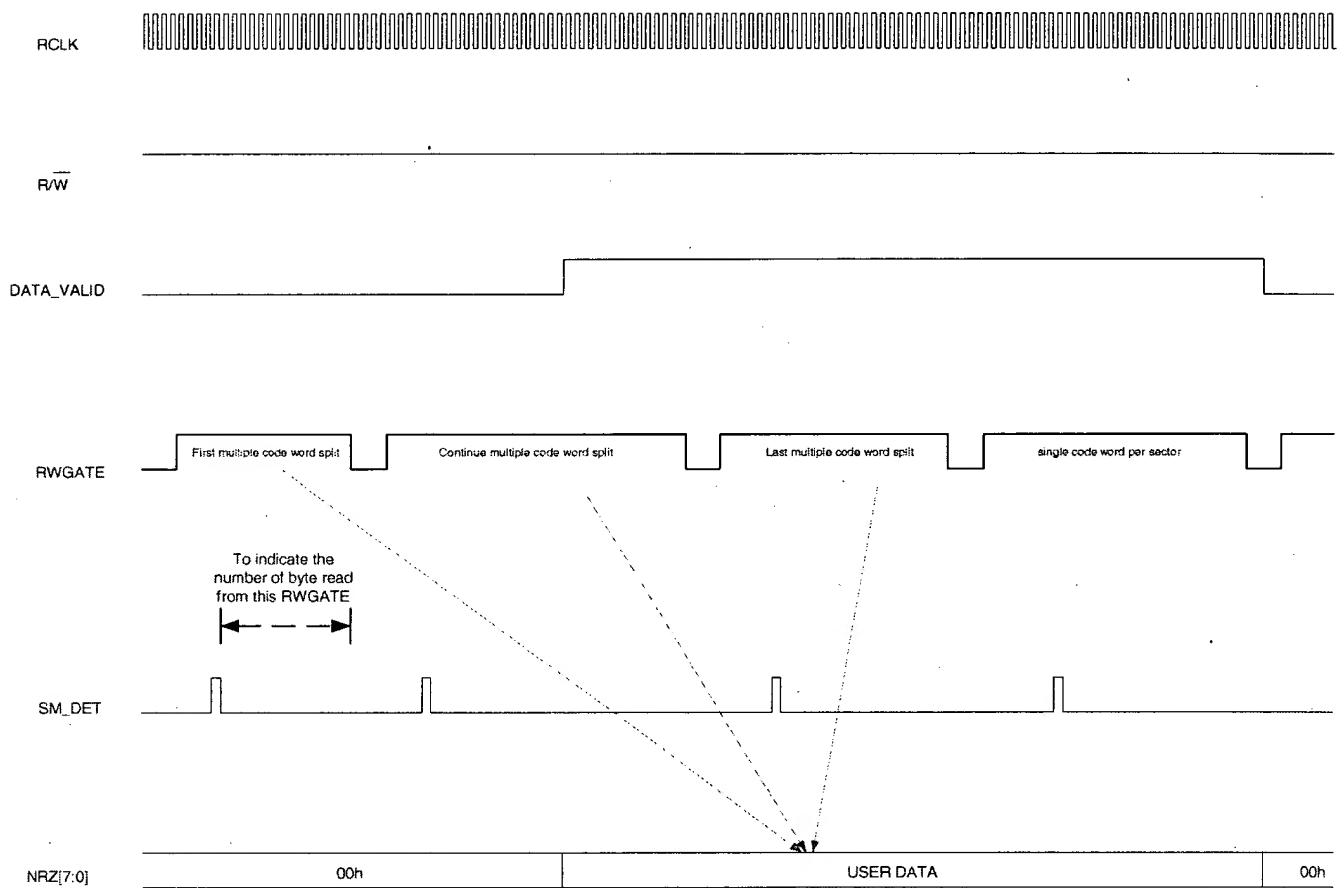 RCLK
R/W̅
DATA_VALID
RWGATE
First multiple code word split
Continue multiple code word split
Last multiple code word split
single code word per sector
To indicate the
number of byte read
from this RWGATE
SM_DET
NRZ[7:0]
00h
USER DATA
00h